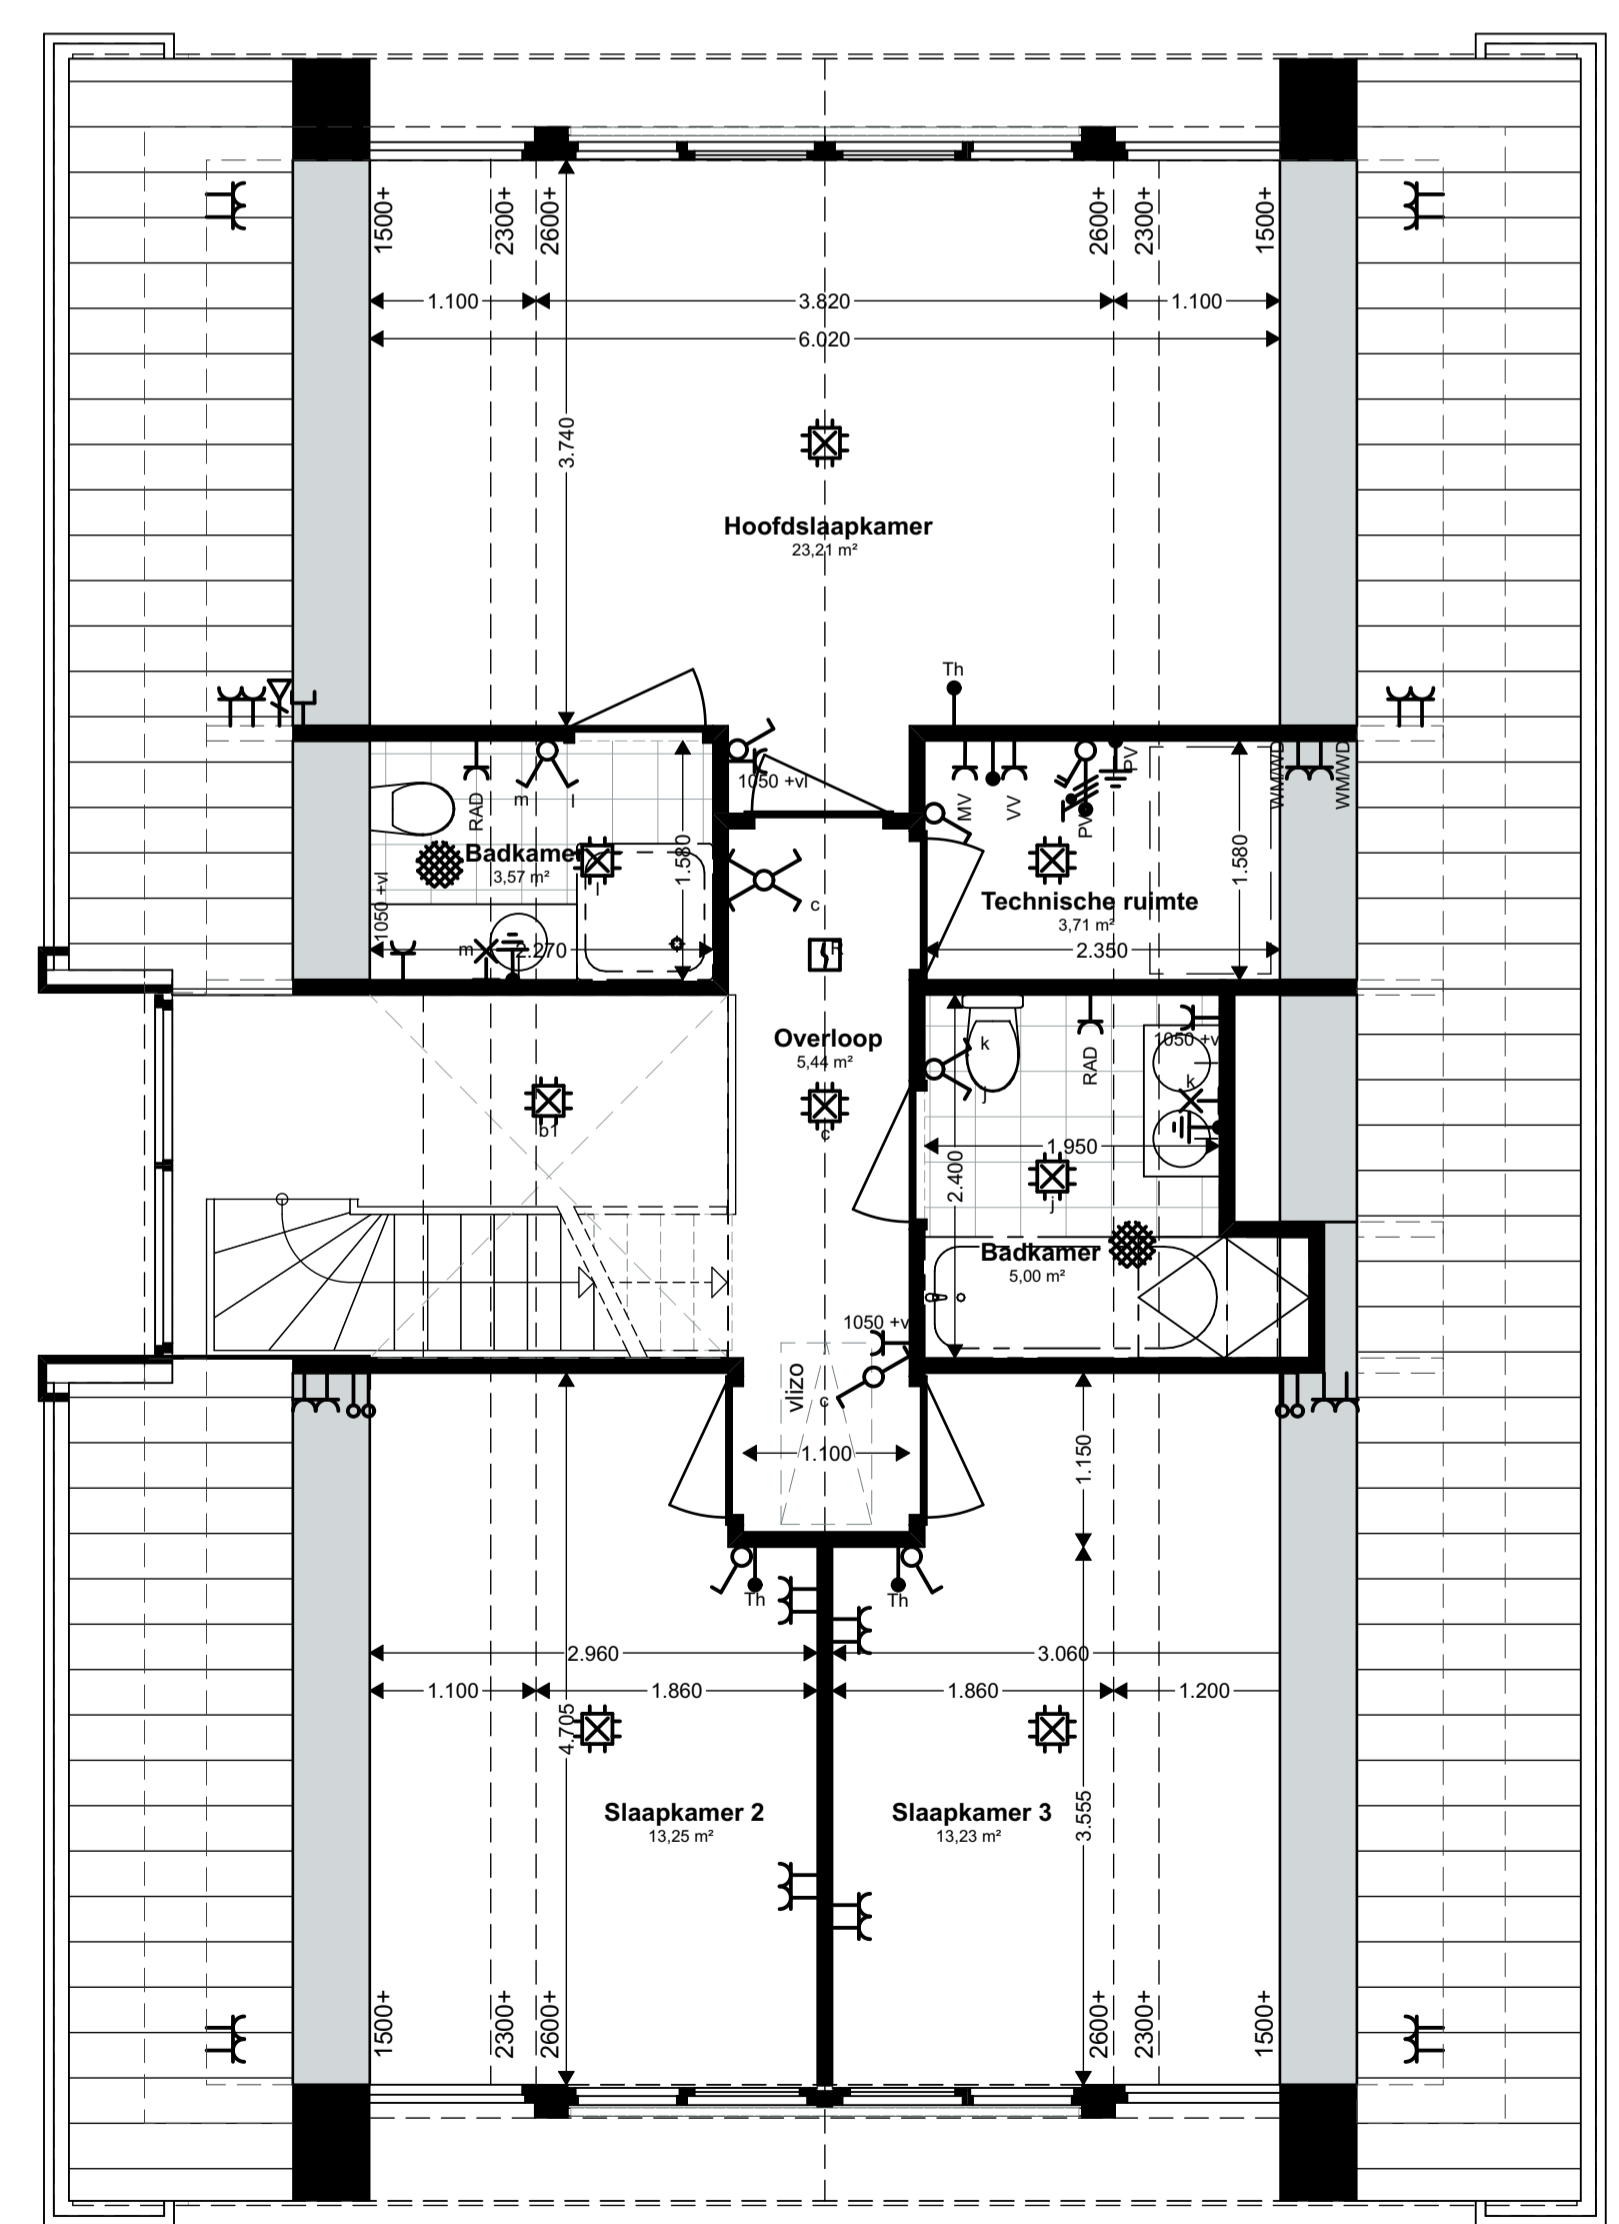 1500+
2300+
2600+
2600+
2300+
1500+
1.100
3.820
1.100
6.020
3.740
Hoofdslaapkamer
23,21 m²
Th
1050 +vl
RAD
m
l
Badkamer
3,57 m²
l
1.580
1050 +vl
m
2.270
c
R
MV
VV
PV
PV
WM/WD
WM/WD
Technische ruimte
3,71 m²
1.580
2.350
Overloop
5,44 m²
c
b1
k
j
RAD
1050 +v
k
1.950
2.400
j
Badkamer
5,00 m²
1050 +v
vlizo
c
1.100
1.150
Th
Th
2.960
3.060
1.100
1.860
1.860
1.200
4.705
Slaapkamer 2
13,25 m²
Slaapkamer 3
13,23 m²
3.555
1500+
2300+
2600+
2600+
2300+
1500+